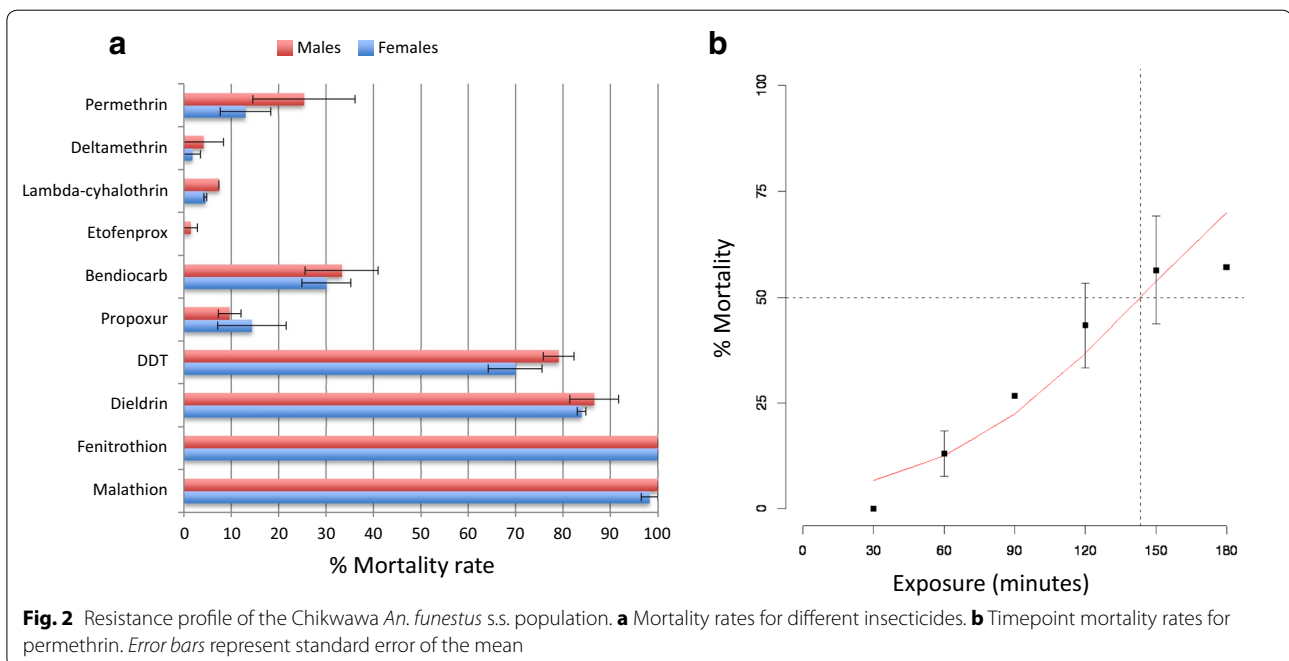 a
Males Females
Permethrin
Deltamethrin
Lambda-cyhalothrin
Etofenprox
Bendiocarb
Propoxur
DDT
Dieldrin
Fenitrothion
Malathion
0 10 20 30 40 50 60 70 80 90 100
% Mortality rate
b
100
75
50
25
0
% Mortality
0 30 60 90 120 150 180
Exposure (minutes)
Fig. 2 Resistance profile of the Chikwawa An. funestus s.s. population. a Mortality rates for different insecticides. b Timepoint mortality rates for
permethrin. Error bars represent standard error of the mean